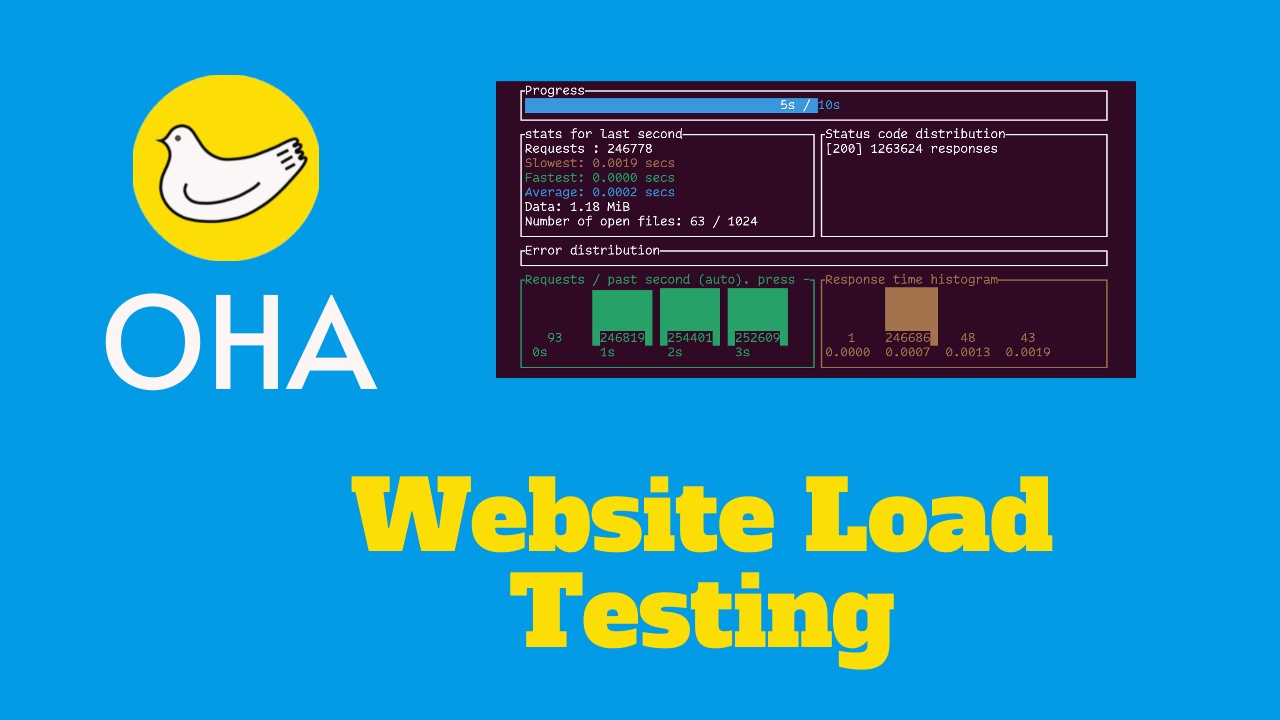 OHA
Progress
5s / 10s
stats for last second
Requests : 246778
Slowest: 0.0019 secs
Fastest: 0.0000 secs
Average: 0.0002 secs
Data: 1.18 MiB
Number of open files: 63 / 1024
Status code distribution
[200] 1263624 responses
Error distribution
Requests / past second (auto). press -
93 246819 254401 252609
0s 1s 2s 3s
Response time histogram
1 246686 48 43
0.0000 0.0007 0.0013 0.0019
Website Load
Testing